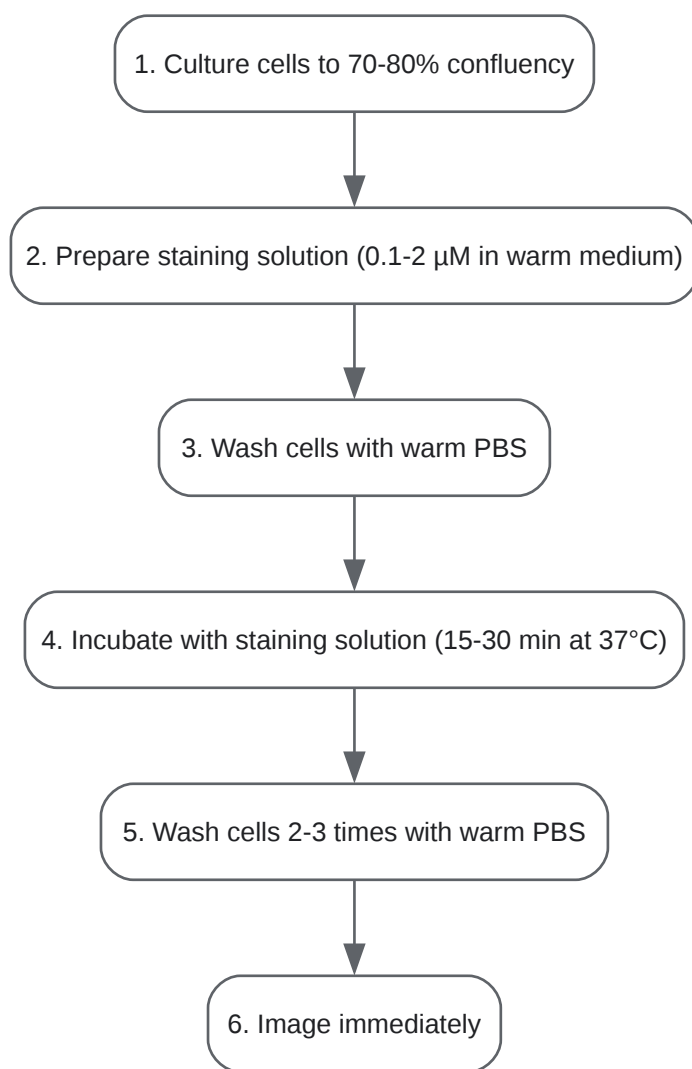 1. Culture cells to 70-80% confluency
2. Prepare staining solution (0.1-2 µM in warm medium)
3. Wash cells with warm PBS
4. Incubate with staining solution (15-30 min at 37°C)
5. Wash cells 2-3 times with warm PBS
6. Image immediately